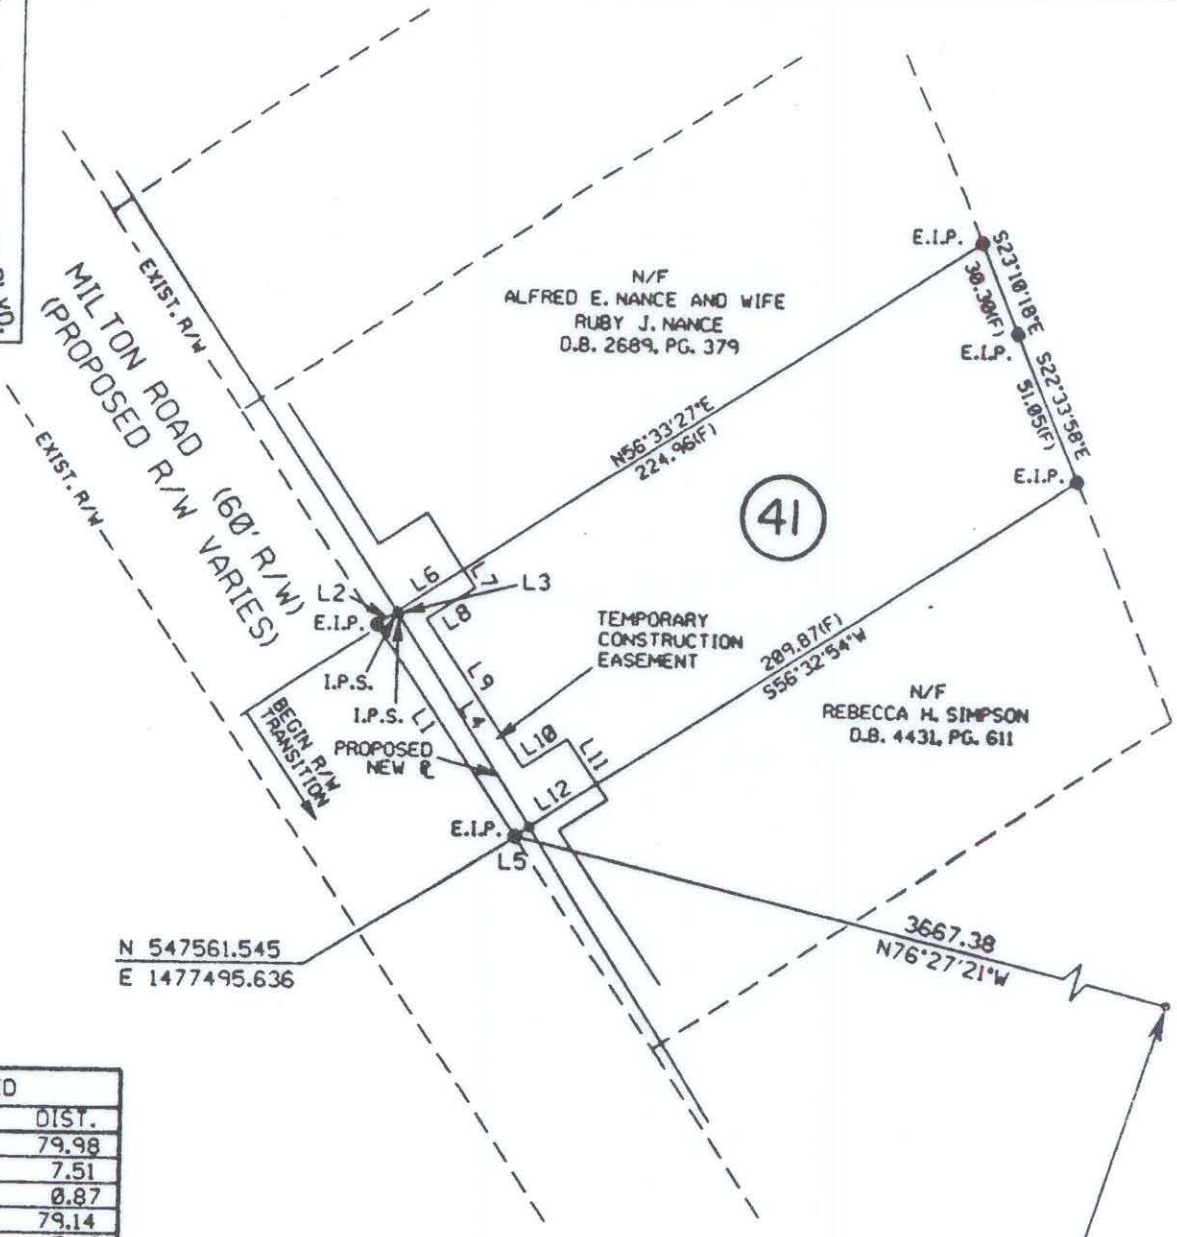 BLVD.
EXIST. R/W
MILTON ROAD (60' R/W)
(PROPOSED R/W VARIES)
EXIST. R/W
N/F
ALFRED E. NANCE AND WIFE
RUBY J. NANCE
D.B. 2689, PG. 379
E.I.P.
S23°10'18"E
30.30(F)
E.I.P.
S22°33'58"E
51.05(F)
E.I.P.
N56°33'27"E
224.96(F)
41
L6
L7
L3
L2
L8
E.I.P.
I.P.S.
I.P.S.
L9
L4
L1
TEMPORARY
CONSTRUCTION
EASEMENT
209.87(F)
S56°32'54"W
N/F
REBECCA H. SIMPSON
D.B. 4431, PG. 611
BEGIN R/W
TRANSITION
PROPOSED
NEW
L10
L11
L12
E.I.P.
L5
3667.38
N76°27'21"W
N 547561.545
E 1477495.636
DIST.
79.98
7.51
0.87
79.14